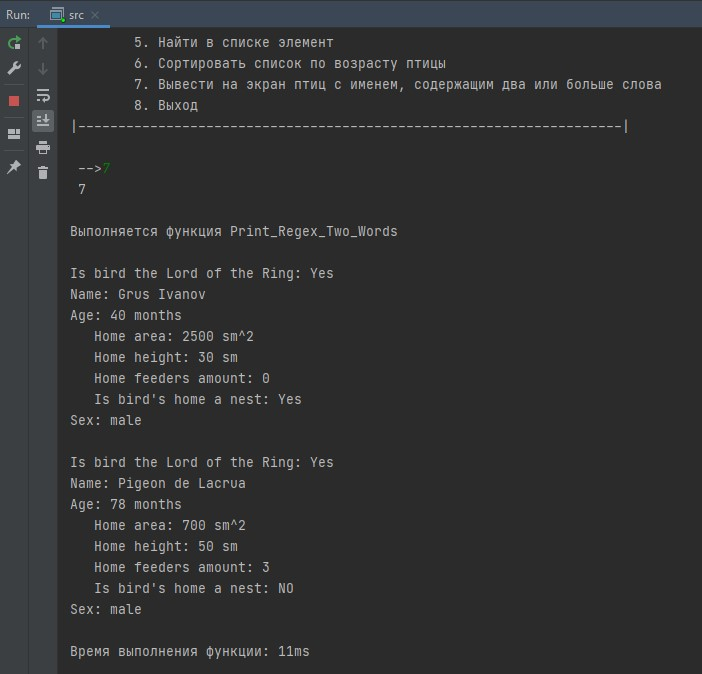 Run: src
5. Найти в списке элемент
6. Сортировать список по возрасту птицы
7. Вывести на экран птиц с именем, содержащим два или больше слова
8. Выход
|--------------------------------------------------------------------|
-->7
7
Выполняется функция Print_Regex_Two_Words
Is bird the Lord of the Ring: Yes
Name: Grus Ivanov
Age: 40 months
Home area: 2500 sm^2
Home height: 30 sm
Home feeders amount: 0
Is bird's home a nest: Yes
Sex: male
Is bird the Lord of the Ring: Yes
Name: Pigeon de Lacrua
Age: 78 months
Home area: 700 sm^2
Home height: 50 sm
Home feeders amount: 3
Is bird's home a nest: NO
Sex: male
Время выполнения функции: 11ms